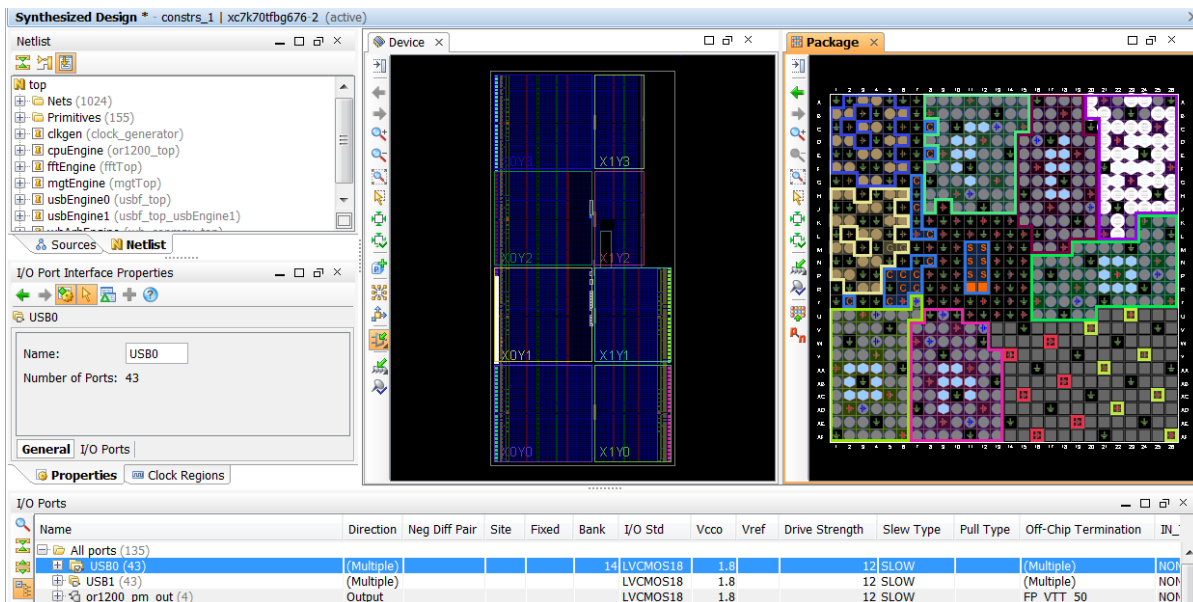 Synthesized Design * - constrs_1 | xc7k70tfbg676-2 (active)
Netlist
top
Nets (1024)
Primitives (155)
clkgen (clock_generator)
cpuEngine (or1200_top)
fftEngine (fftTop)
mgtEngine (mgtTop)
usbEngine0 (usbf_top)
usbEngine1 (usbf_top_usbEngine1)
Sources Netlist
I/O Port Interface Properties
USB0
Name: USB0
Number of Ports: 43
General I/O Ports
Properties Clock Regions
Device
X0Y3 X1Y3
X0Y2 X1Y2
X0Y1 X1Y1
X0Y0 X1Y0
Package
I/O Ports
Name Direction Neg Diff Pair Site Fixed Bank I/O Std Vcco Vref Drive Strength Slew Type Pull Type Off-Chip Termination
All ports (135)
USB0 (43) (Multiple) 14 LVCMOS18 1.8 12 SLOW (Multiple) NON
USB1 (43) (Multiple) LVCMOS18 1.8 12 SLOW (Multiple) NON
or1200_pm_out (4) Output LVCMOS18 1.8 12 SLOW FP_VTT_50 NON